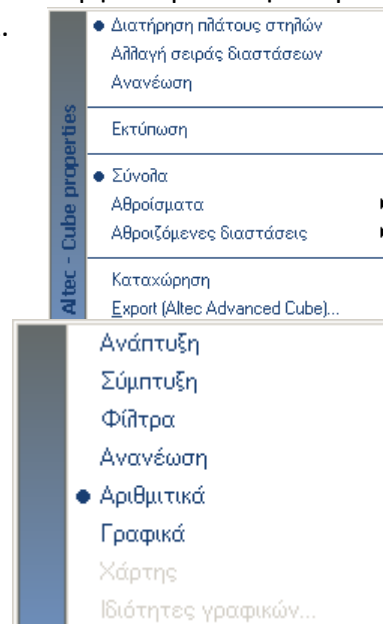 Διατήρηση πλάτους στηλών
Αλλαγή σειράς διαστάσεων
Ανανέωση
Εκτύπωση
Σύνολα
Αθροίσματα
Αθροιζόμενες διαστάσεις
Καταχώρηση
Export (Altec Advanced Cube)...
Altec - Cube properties
Ανάπτυξη
Σύμπτυξη
Φίλτρα
Ανανέωση
Αριθμιτικά
Γραφικά
Χάρτης
Ιδιότητες γραφικών...